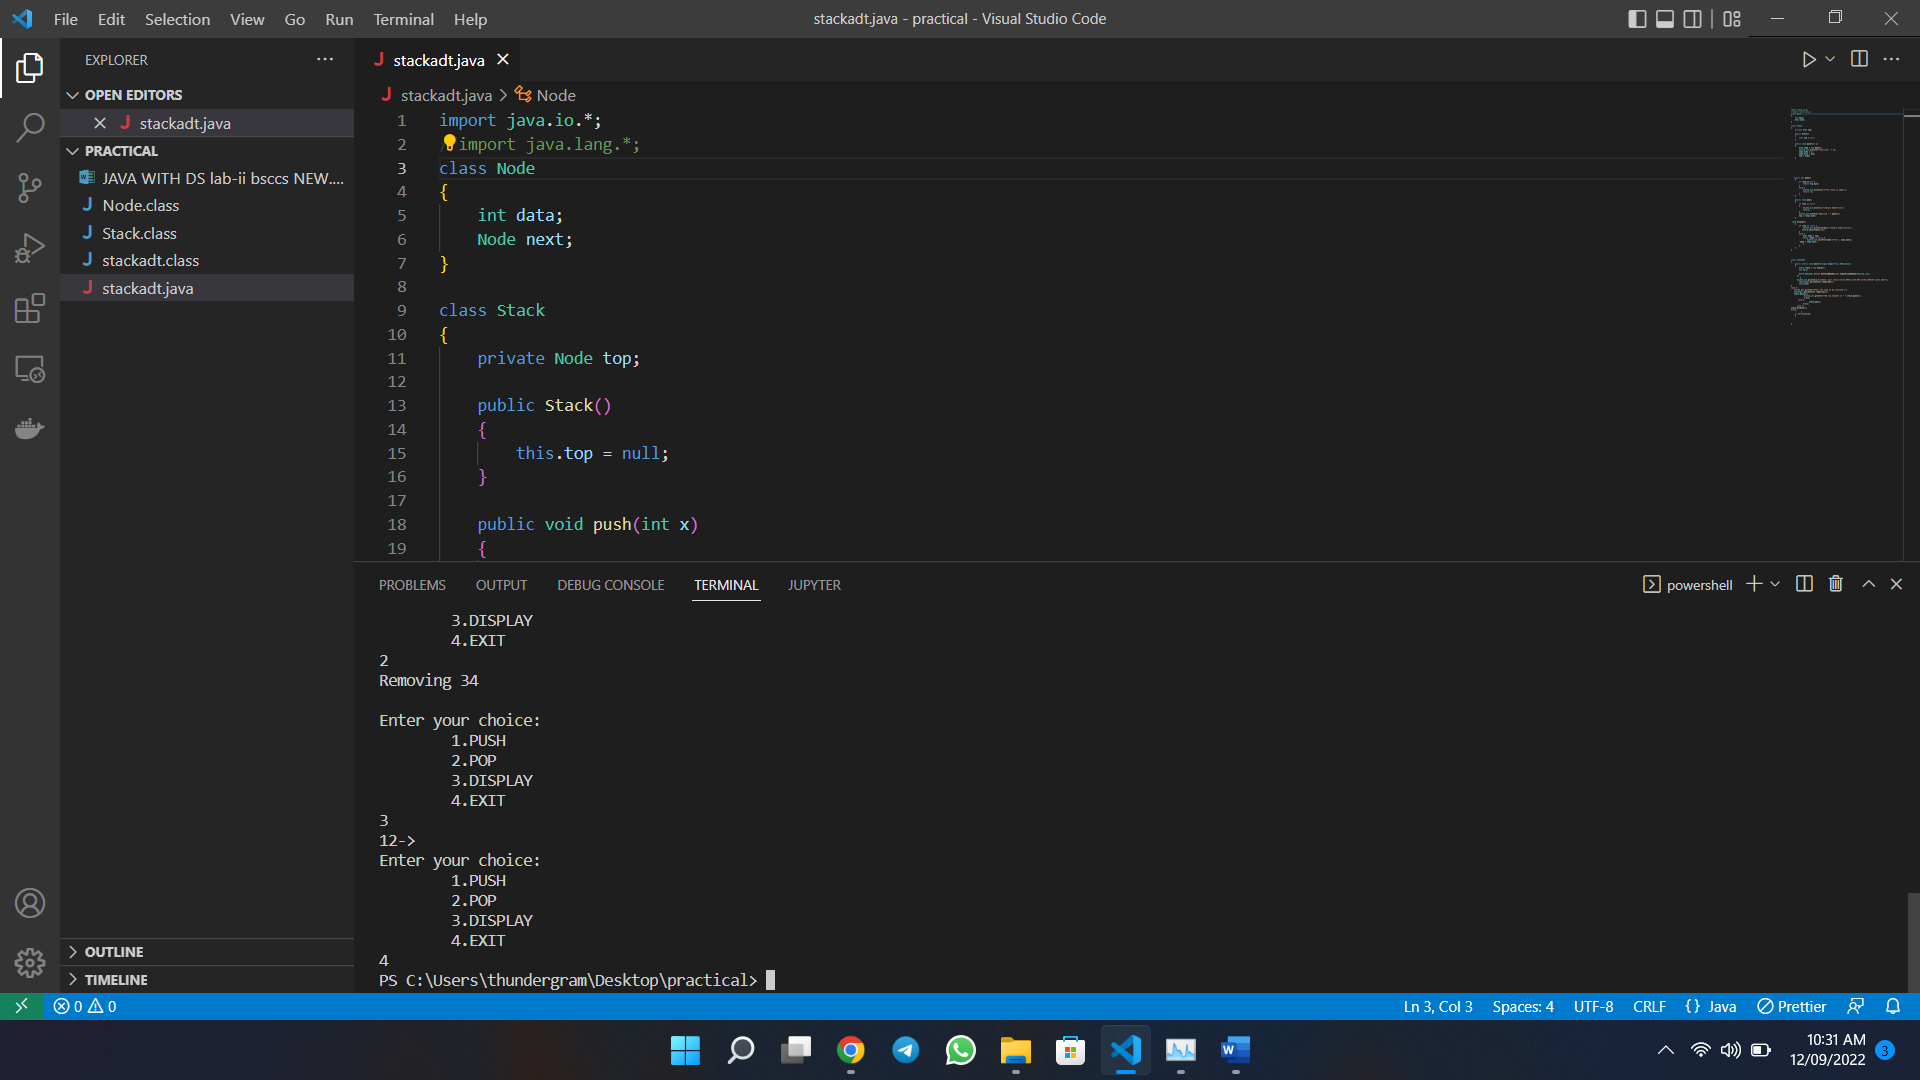 File Edit Selection View Go Run Terminal Help
stackadt.java - practical - Visual Studio Code
EXPLORER
OPEN EDITORS
stackadt.java
PRACTICAL
JAVA WITH DS lab-ii bsccs NEW....
Node.class
Stack.class
stackadt.class
stackadt.java
OUTLINE
TIMELINE
stackadt.java
stackadt.java > Node
1 import java.io.*;
2 /import java.lang.*;
3 class Node
4 {
5 int data;
6 Node next;
7 }
8
9 class Stack
10 {
11 private Node top;
12
13 public Stack()
14 {
15 this.top = null;
16 }
17
18 public void push(int x)
19 {
PROBLEMS OUTPUT DEBUG CONSOLE TERMINAL JUPYTER
powershell
3.DISPLAY
4.EXIT
2
Removing 34
Enter your choice:
1.PUSH
2.POP
3.DISPLAY
4.EXIT
3
12->
Enter your choice:
1.PUSH
2.POP
3.DISPLAY
4.EXIT
4
PS C:\Users\thundergram\Desktop\practical>
0 0
Ln 3, Col 3 Spaces: 4 UTF-8 CRLF {} Java Prettier
10:31 AM
12/09/2022
3